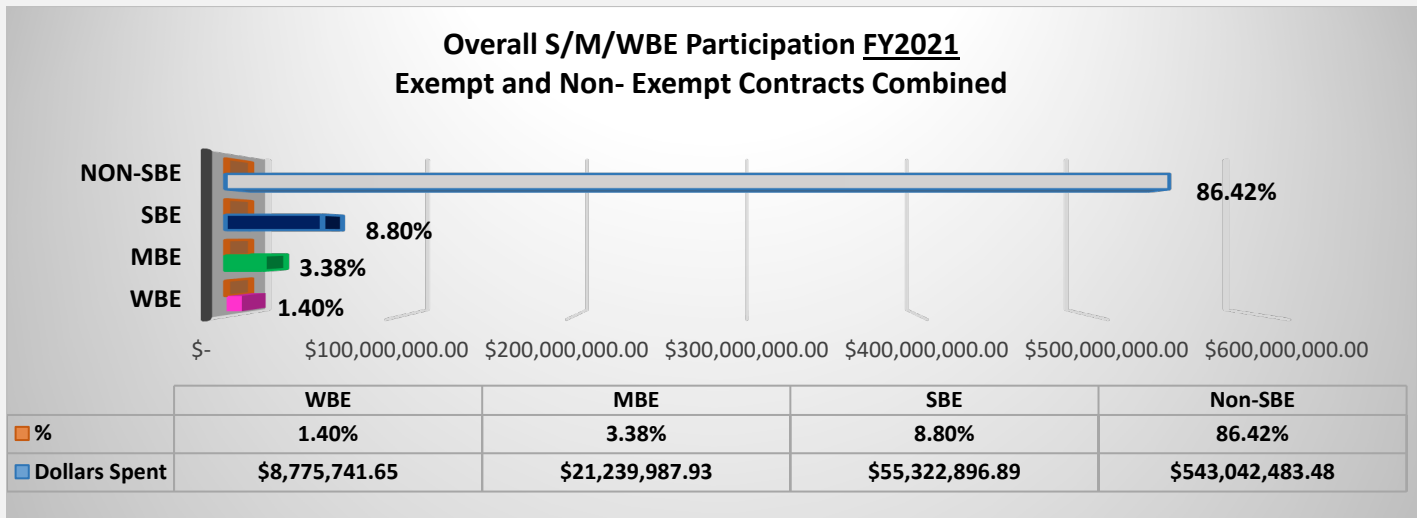 Overall S/M/WBE Participation FY2021
Exempt and Non- Exempt Contracts Combined
NON-SBE
86.42%
SBE
8.80%
MBE
3.38%
WBE
1.40%
$- $100,000,000.00 $200,000,000.00 $300,000,000.00 $400,000,000.00 $500,000,000.00 $600,000,000.00
WBE MBE SBE Non-SBE
% 1.40% 3.38% 8.80% 86.42%
Dollars Spent $8,775,741.65 $21,239,987.93 $55,322,896.89 $543,042,483.48